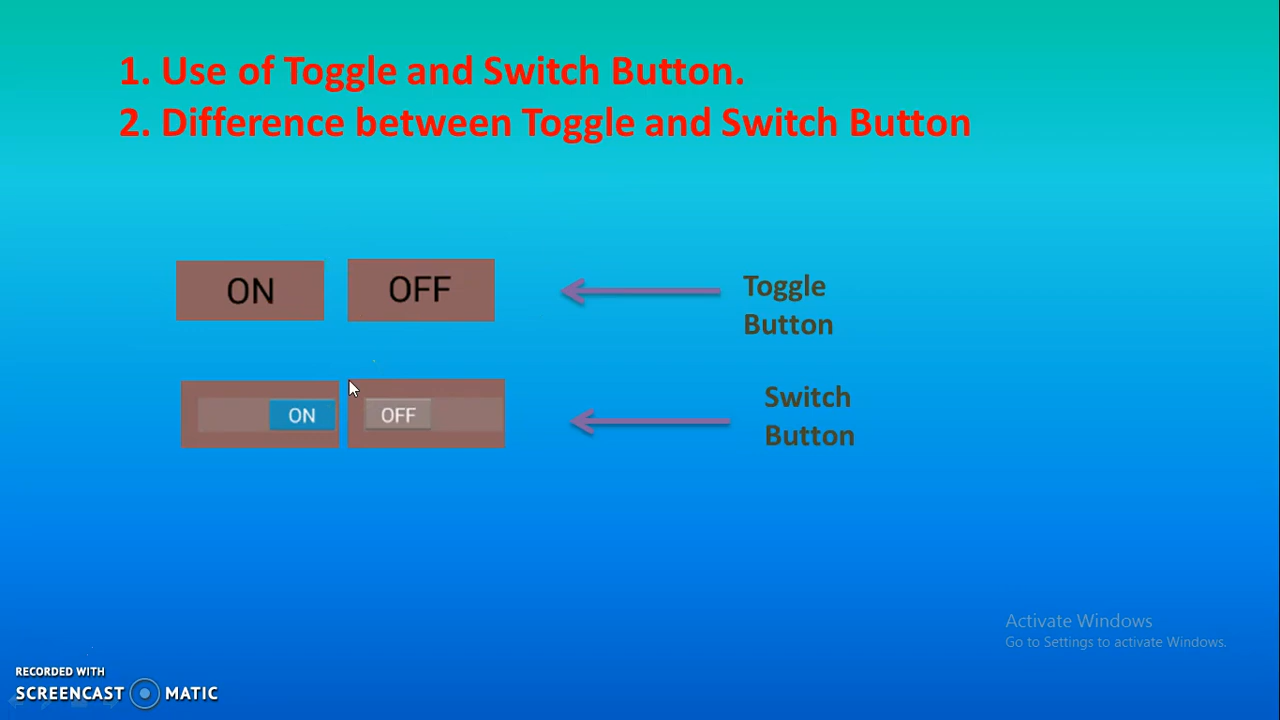 1. Use of Toggle and Switch Button.
2. Difference between Toggle and Switch Button
ON
OFF
Toggle
Button
ON
OFF
Switch
Button
Activate Windows
Go to Settings to activate Windows.
RECORDED WITH
SCREENCAST MATIC